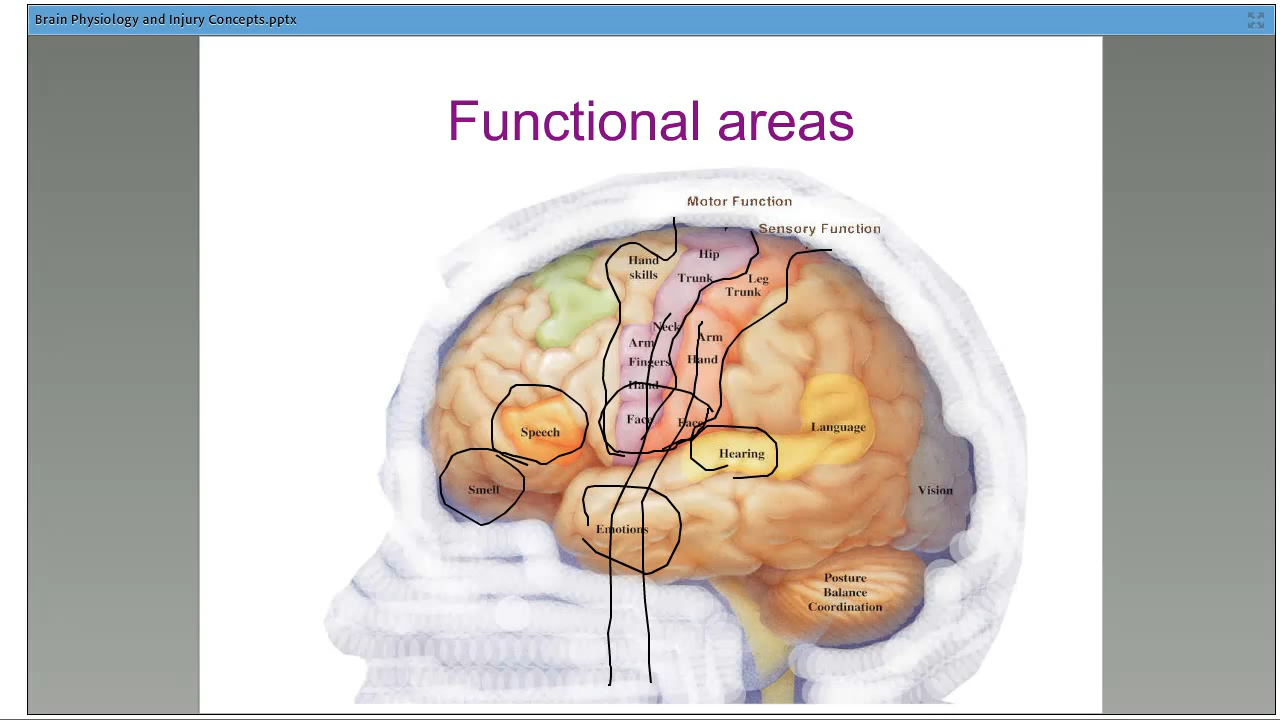 Brain Physiology and Injury Concepts.pptx
Functional areas
Motor Function
Sensory Function
Hip
Hand
skills
Trunk
Leg
Trunk
Neck
Arm
Arm
Fingers
Hand
Hand
Face
Face
Speech
Language
Hearing
Smell
Vision
Emotions
Posture
Balance
Coordination